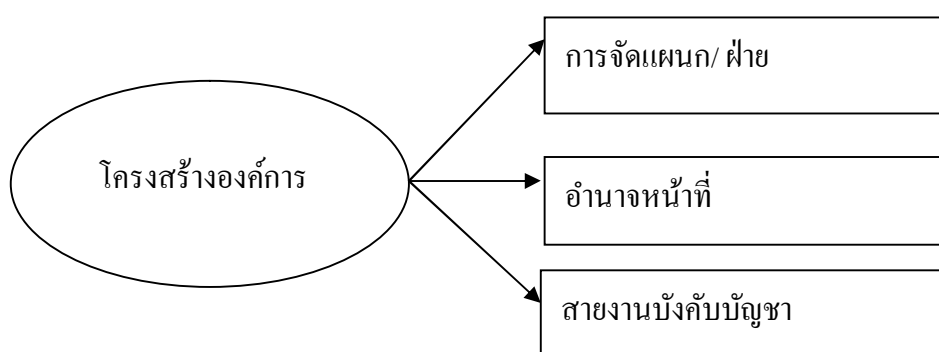 การจัดแผนก/ ฝ่าย
โครงสร้างองค์การ
อำนาจหน้าที่
สายงานบังคับบัญชา